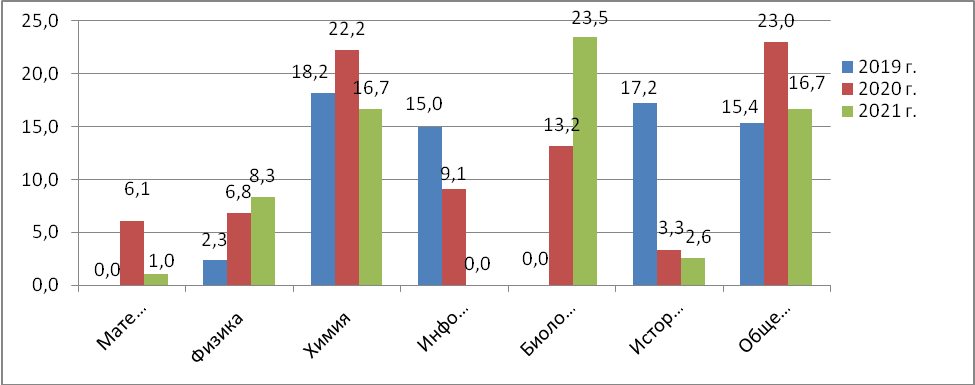 25,0
20,0
15,0
10,0
5,0
0,0
0,0
6,1
1,0
2,3
6,8
8,3
18,2
22,2
16,7
15,0
9,1
0,0
0,0
13,2
23,5
17,2
3,3
2,6
15,4
23,0
16,7
Мате...
Физика
Химия
Инфо...
Биоло...
Истор...
Обще...
2019 г.
2020 г.
2021 г.